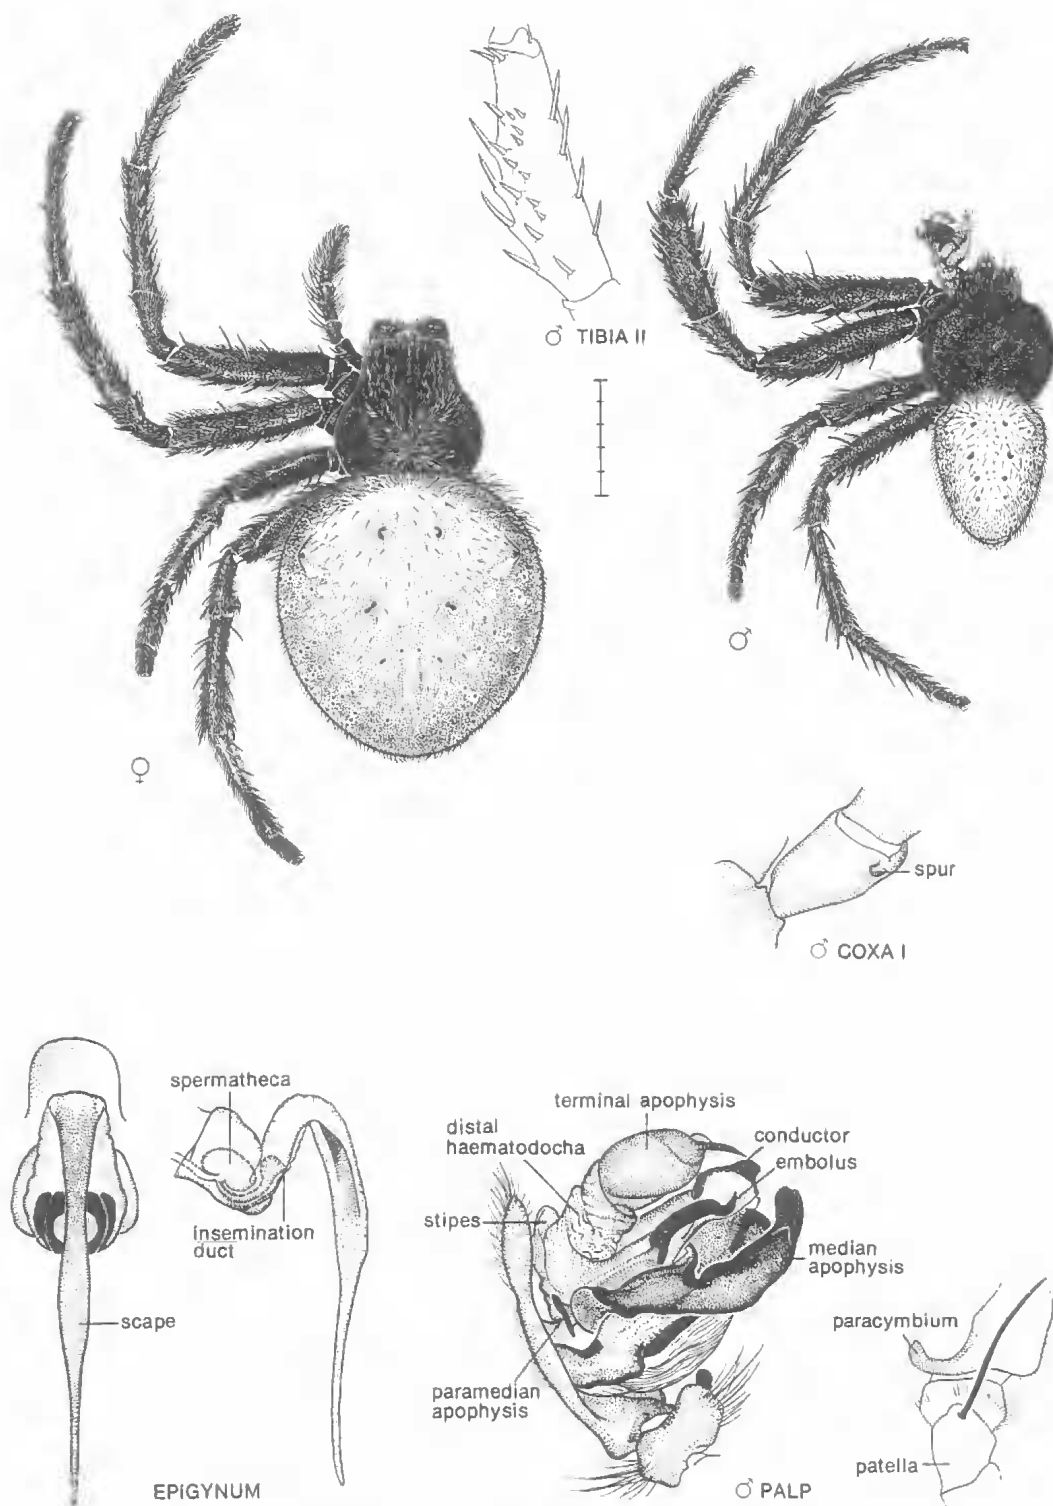 ♂ TIBIA II
♂
♀
spur
♂ COXA I
spermatheca
insemination
duct
scape
EPIGYNUM
terminal apophysis
distal
haematodocha
conductor
embolus
stipes
median
apophysis
paramedian
apophysis
♂ PALP
paracymbium
patella